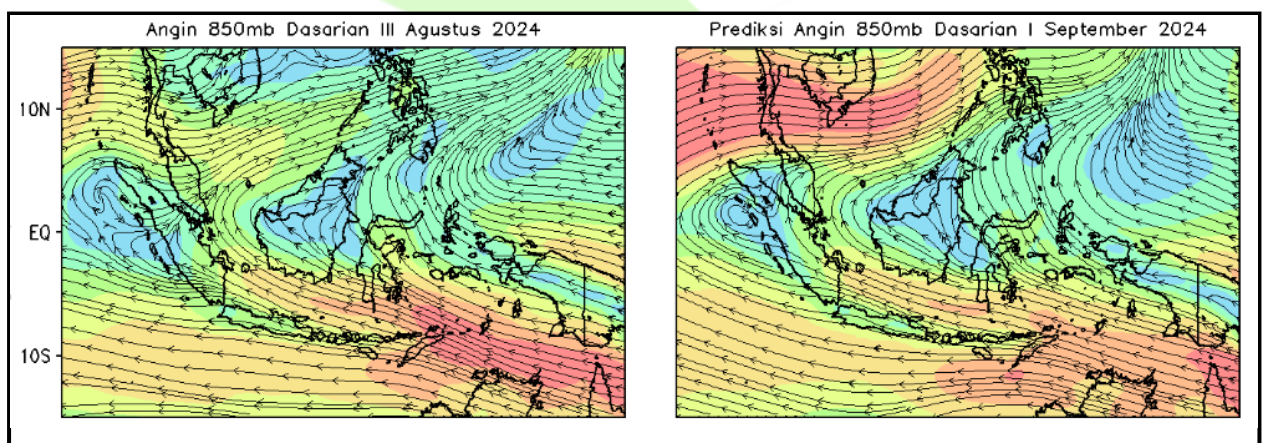 Angin 850mb Dasarian III Agustus 2024
Prediksi Angin 850mb Dasarian I September 2024
10N
EQ
10S